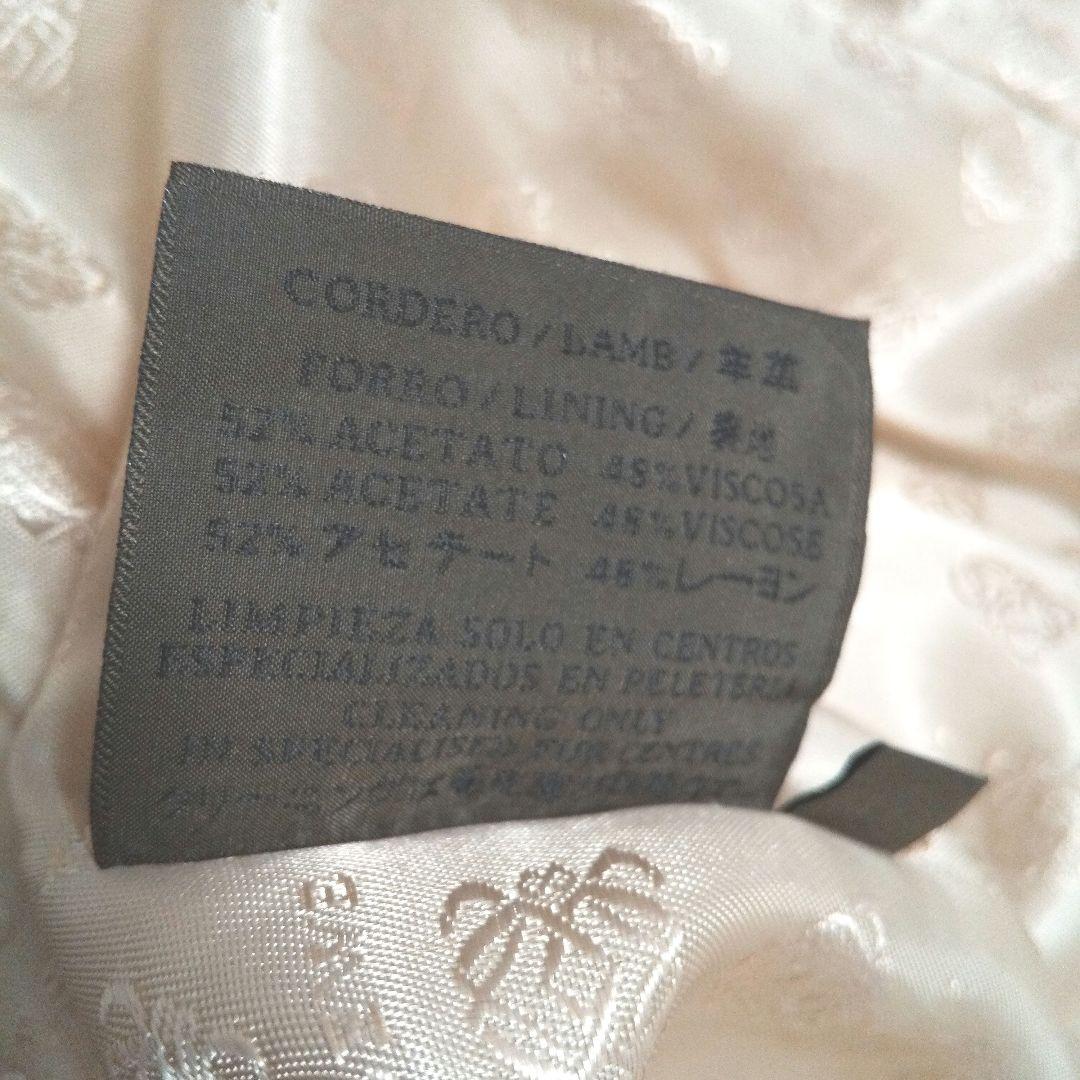 CORDERO/LAMB/羊革
FORRO/LINING/裏地
52% ACETATO 48% VISCOSA
52% ACETATE 48% VISCOSE
52% アセテート 48% レーヨン
LIMPIEZA SOLO EN CENTROS
ESPECIALIZADOS EN PELETERIA
CLEANING ONLY
IN SPECIALISED FUR CENTRES